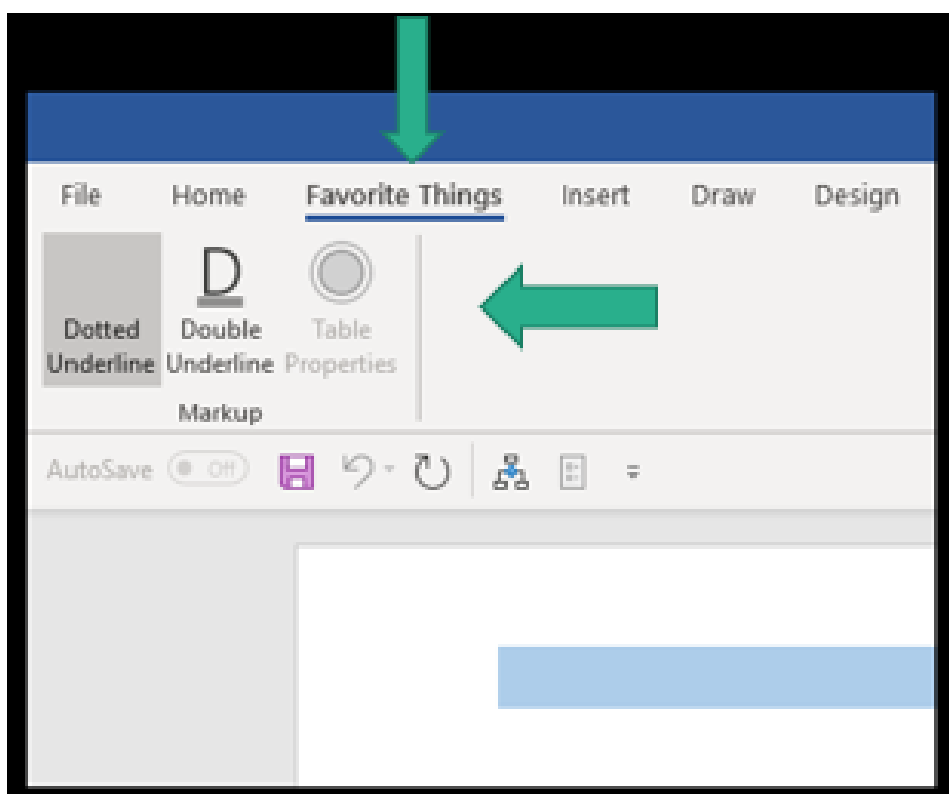 File Home Favorite Things Insert Draw Design
D
Dotted Double Table
Underline Underline Properties
Markup
AutoSave Off